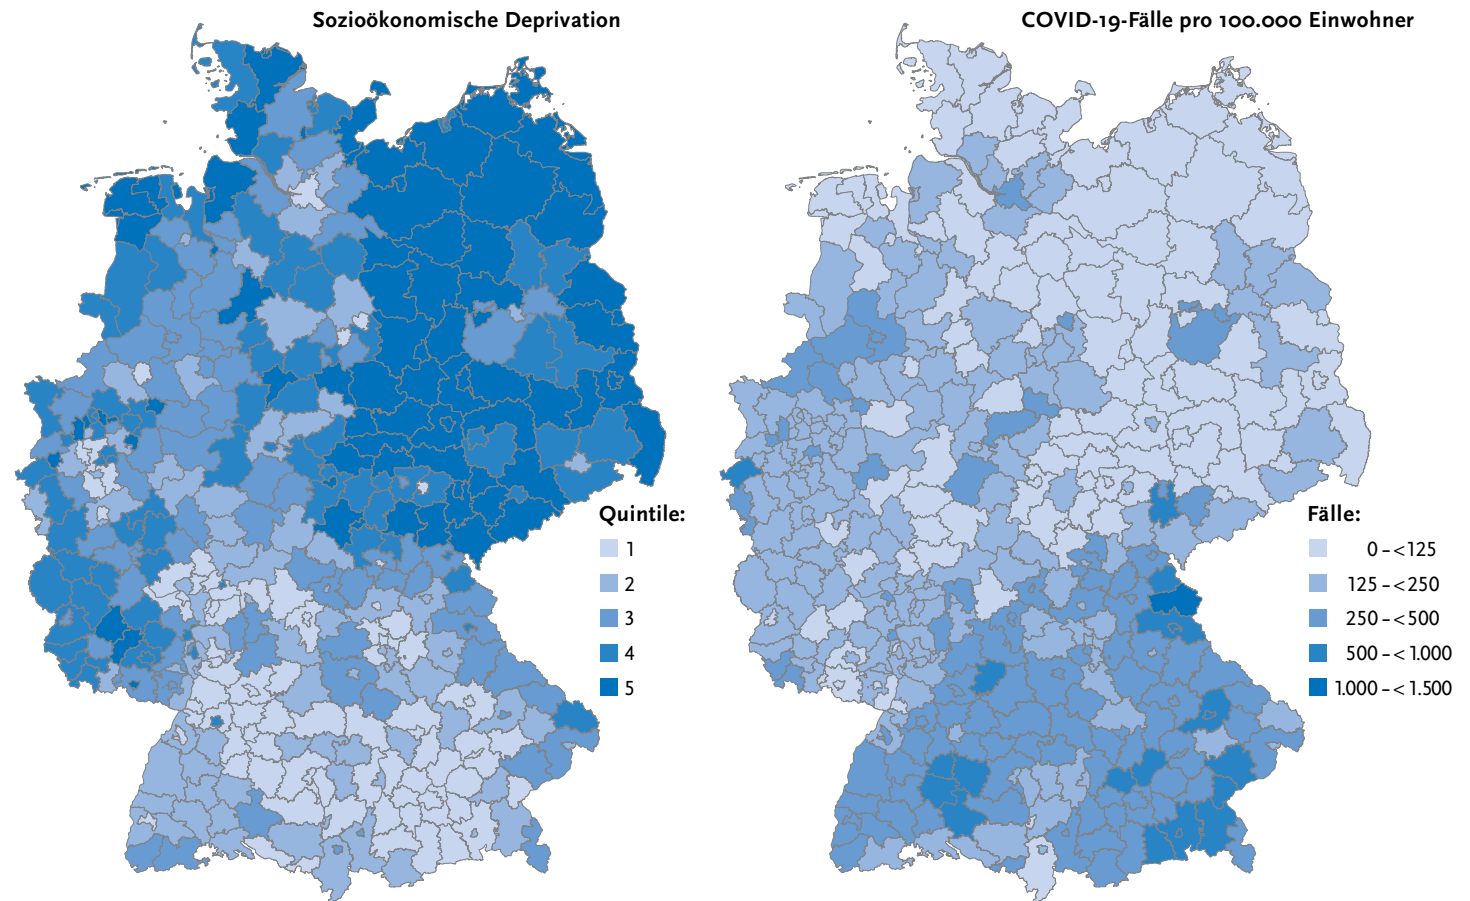 Sozioökonomische Deprivation
Quintile:
1
2
3
4
5
COVID-19-Fälle pro 100.000 Einwohner
Fälle:
0 – < 125
125 – < 250
250 – < 500
500 – < 1.000
1.000 – < 1.500